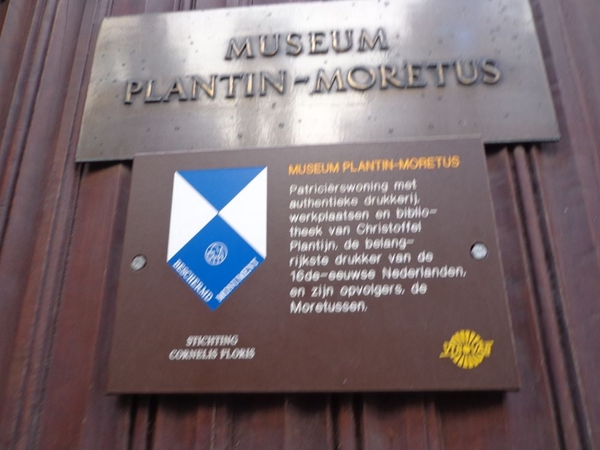 MUSEUM
PLANTIN-MORETUS
MUSEUM PLANTIN-MORETUS
Patriciërswoning met
authentieke drukkerij,
werkplaatsen en biblio-
theek van Christoffel
Plantijn, de belang-
rijkste drukker van de
16de-eeuwse Nederlanden,
en zijn opvolgers, de
Moretussen.
BESCHERMD MONUMENT
STICHTING
CORNELIS FLORIS